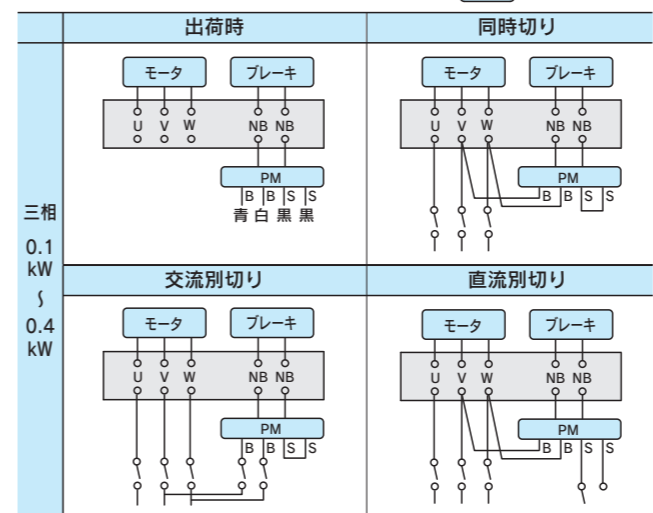 出荷時
同時切り
三相
0.1
kW
〜
0.4
kW
モータ ブレーキ
U V W NB NB
PM
B B S S
青 白 黒 黒
モータ ブレーキ
U V W NB NB
PM
B B S S
交流別切り
直流別切り
モータ ブレーキ
U V W NB NB
PM
B B S S
モータ ブレーキ
U V W NB NB
PM
B B S S